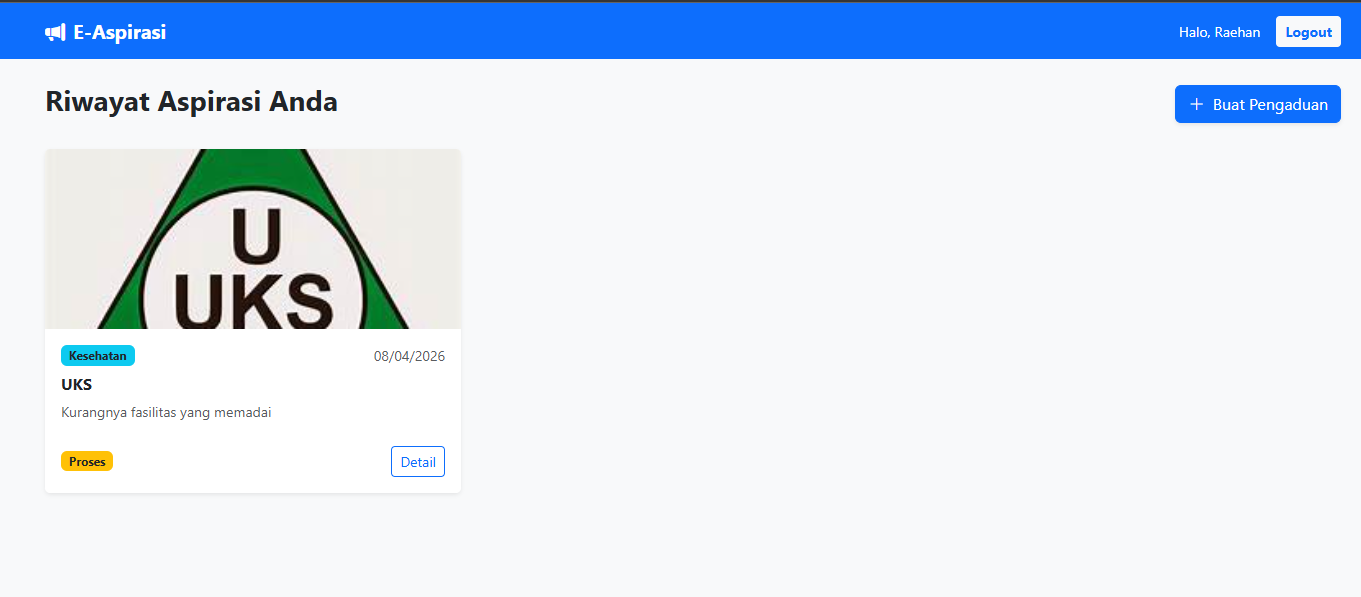 E-Aspirasi
Halo, Raehan
Logout
Riwayat Aspirasi Anda
+ Buat Pengaduan
U
UKS
Kesehatan
08/04/2026
UKS
Kurangnya fasilitas yang memadai
Proses
Detail